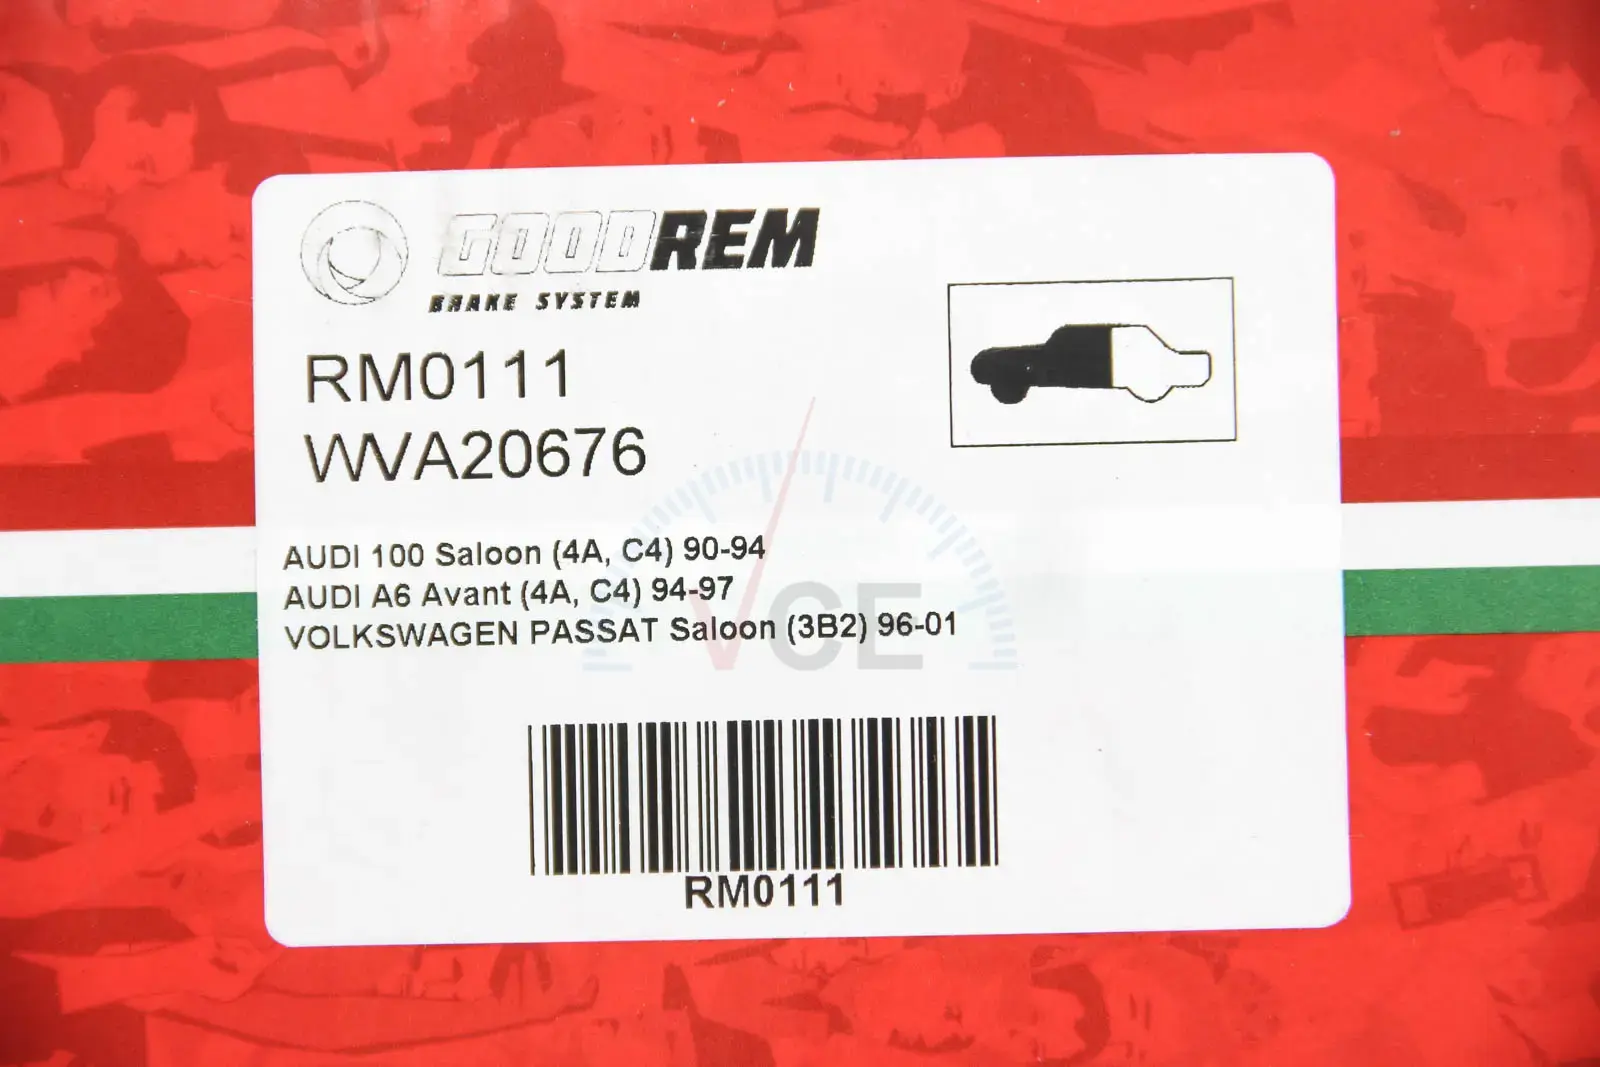 GOODREM
BRAKE SYSTEM
RM0111
WVA20676
AUDI 100 Saloon (4A, C4) 90-94
AUDI A6 Avant (4A, C4) 94-97
VOLKSWAGEN PASSAT Saloon (3B2) 96-01
VCE
RM0111